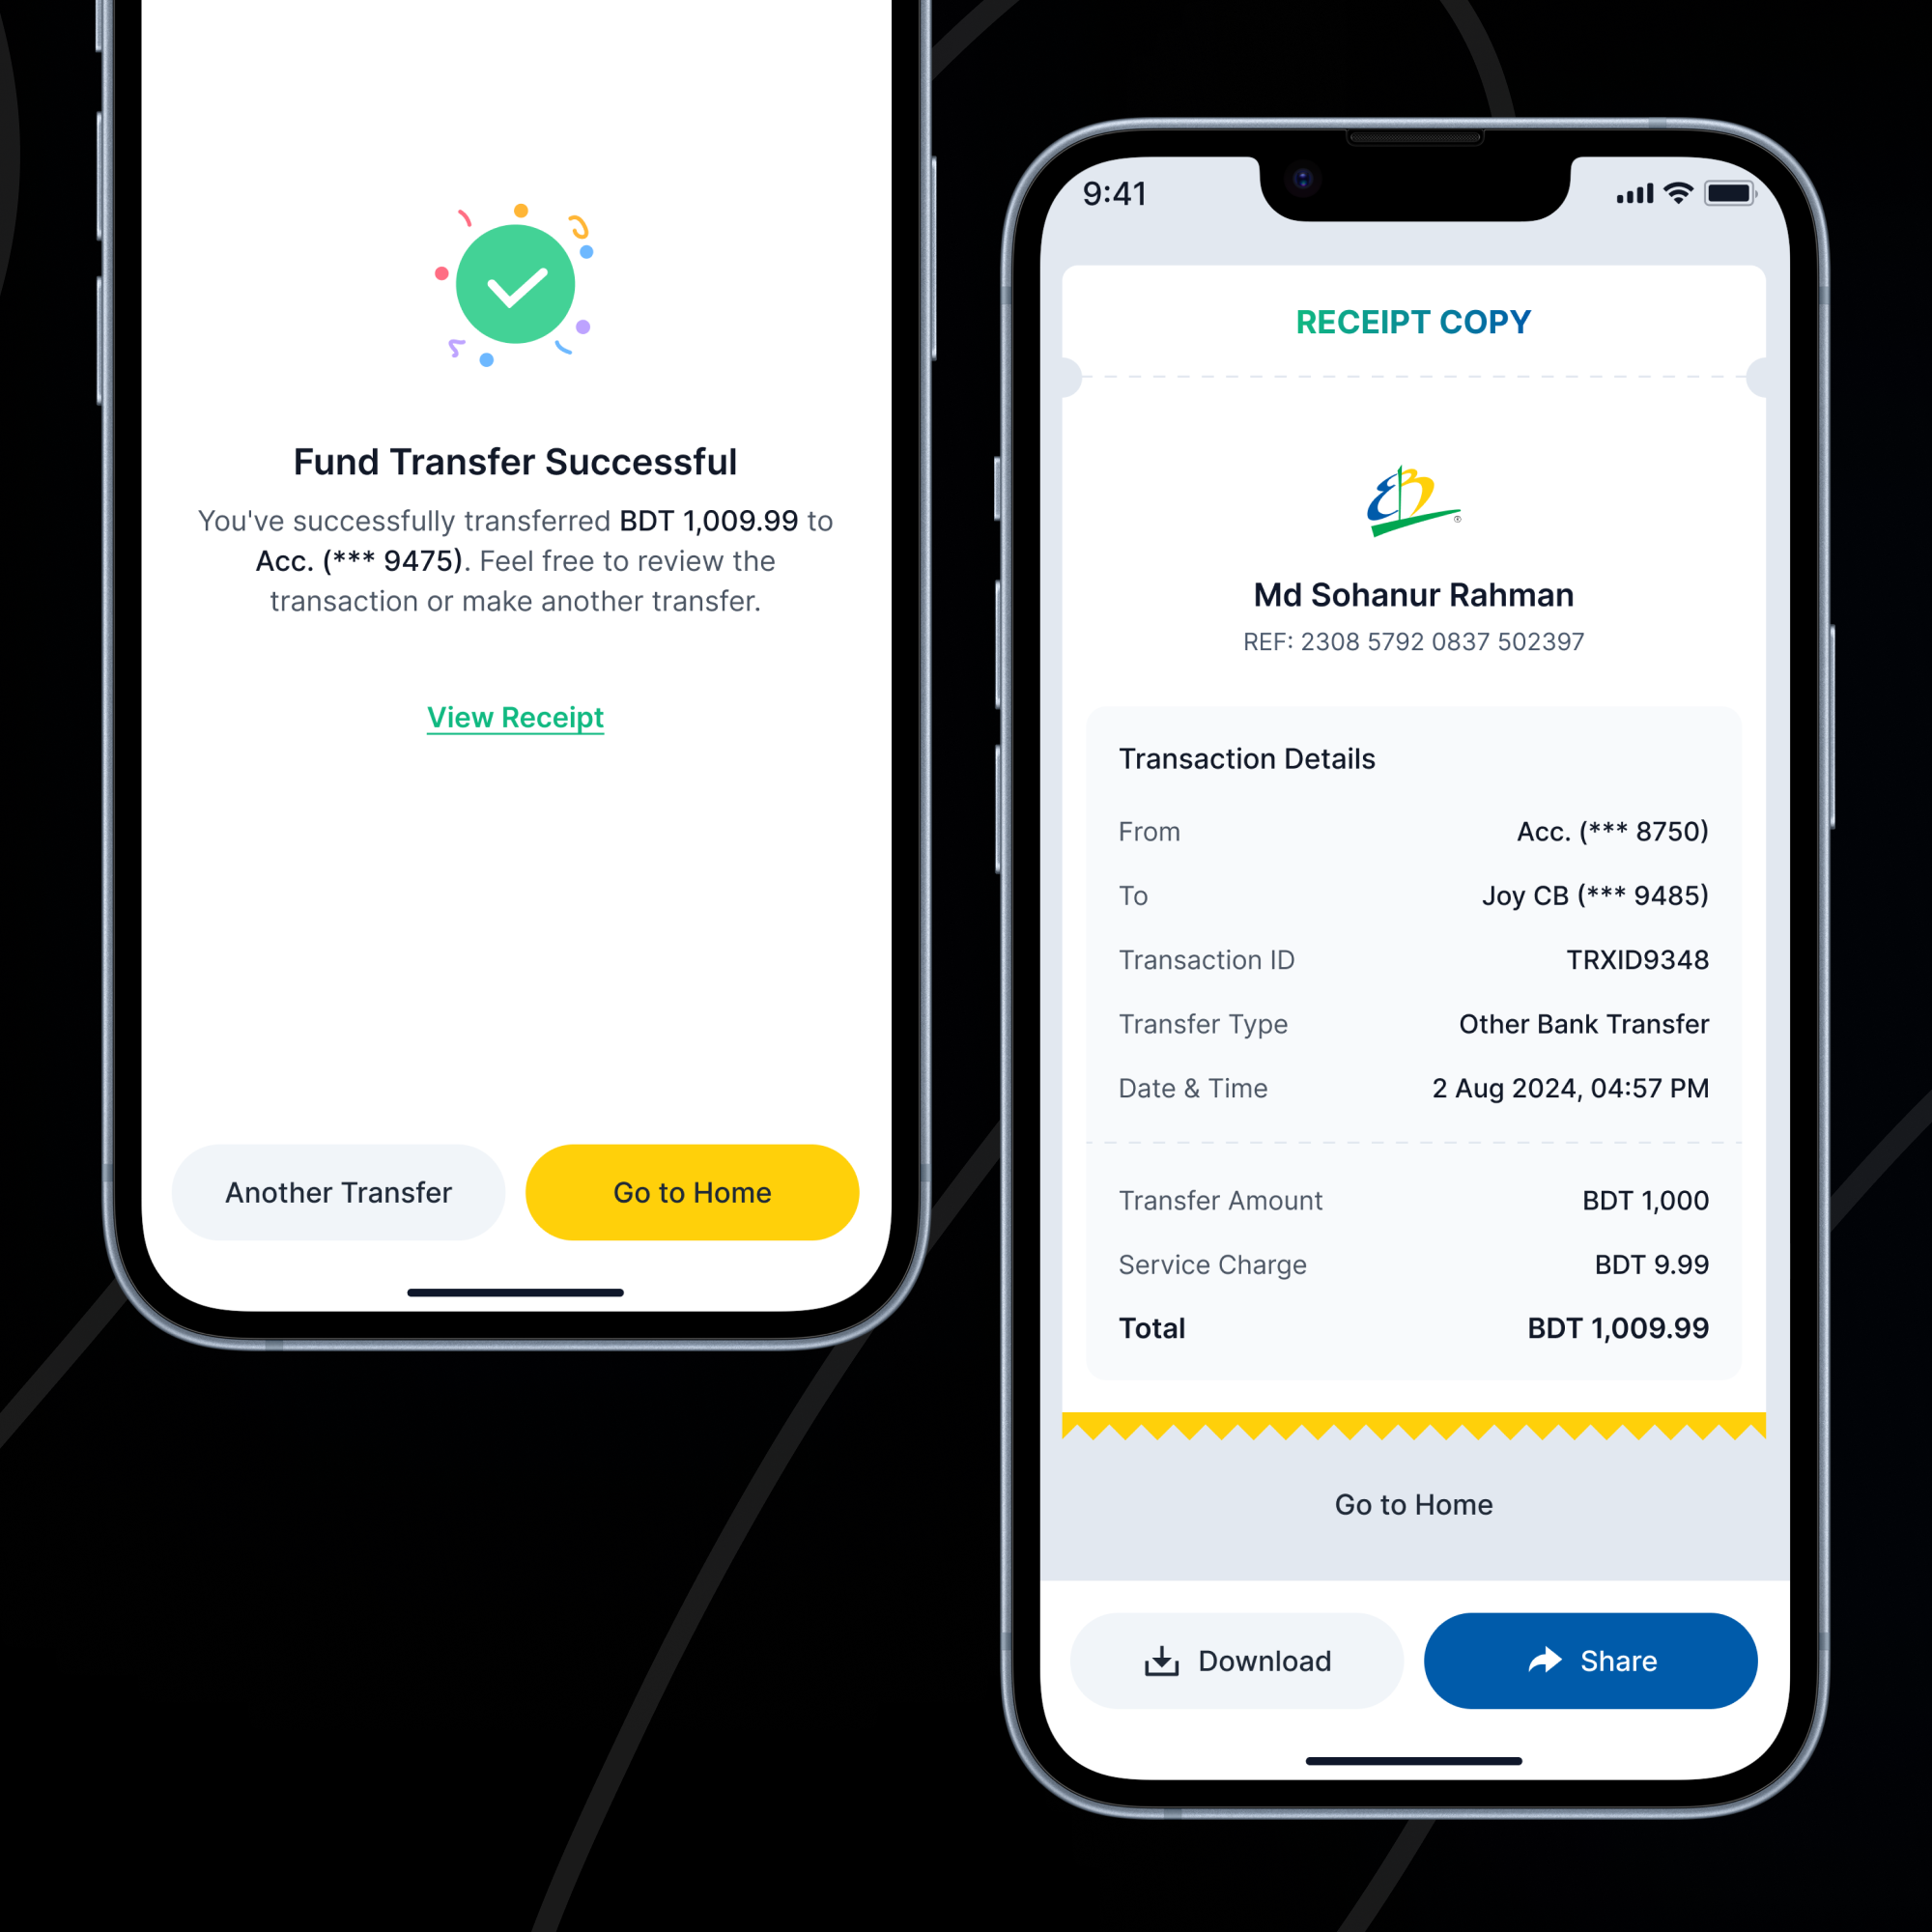 Fund Transfer Successful
You've successfully transferred BDT 1,009.99 to
Acc. (*** 9475). Feel free to review the
transaction or make another transfer.
View Receipt
Another Transfer
Go to Home
9:41
RECEIPT COPY
Md Sohanur Rahman
REF: 2308 5792 0837 502397
Transaction Details
From Acc. (*** 8750)
To Joy CB (*** 9485)
Transaction ID TRXID9348
Transfer Type Other Bank Transfer
Date & Time 2 Aug 2024, 04:57 PM
Transfer Amount BDT 1,000
Service Charge BDT 9.99
Total BDT 1,009.99
Go to Home
Download
Share